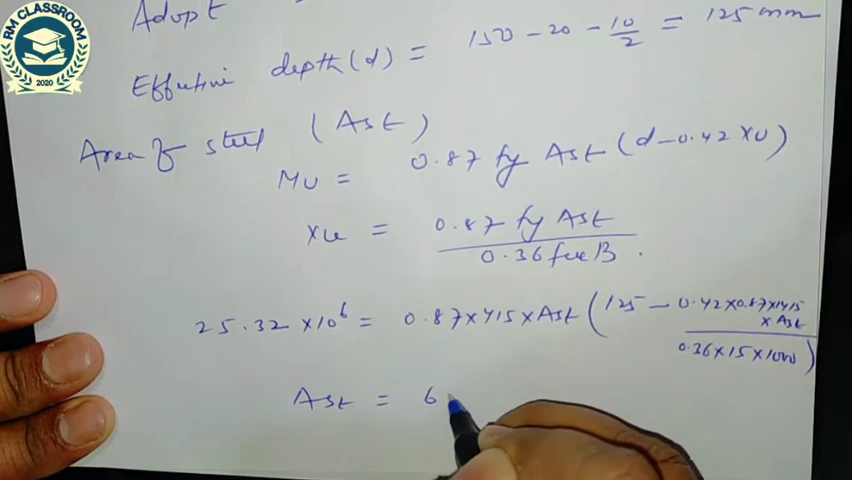 RM CLASSROOM
2020
Adopt
Effective depth (d) = 150 - 20 - 10/2 = 125 mm
Area of steel (Ast)
Mu = 0.87 fy Ast (d - 0.42 xu)
xu = 0.87 fy Ast / 0.36 fck B .
25.32 x 10^6 = 0.87 x 415 x Ast (125 - 0.42 x 0.87 x 415 x Ast / 0.36 x 15 x 1000)
Ast = 6